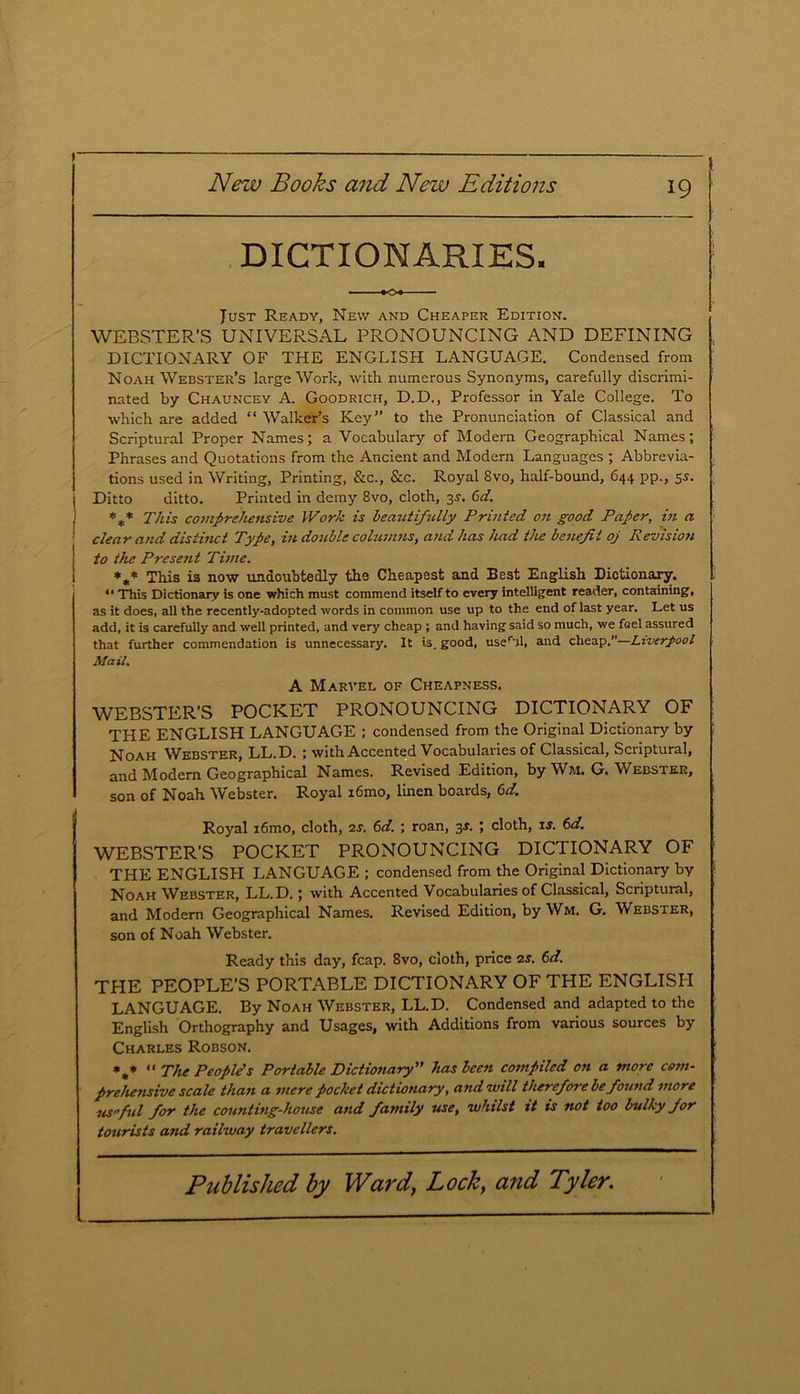 New Books and New Editions 19
DICTIONARIES.
Just Ready, New and Cheaper Edition.
WEBSTER'S UNIVERSAL PRONOUNCING AND DEFINING
DICTIONARY OF THE ENGLISH LANGUAGE. Condensed from
Noah Webster's large Work, with numerous Synonyms, carefully discrimi-
nated by Chauncey A. Goodrich, D.D., Professor in Yale College. To
which are added "Walker's Key" to the Pronunciation of Classical and
Scriptural Proper Names; a Vocabulary of Modern Geographical Names;
Phrases and Quotations from the Ancient and Modern Languages; Abbrevia-
tions used in Writing, Printing, &c., &c. Royal 8vo, half-bound, 644 pp., 5s.
Ditto ditto. Printed in demy 8vo, cloth, 3s. 6d.
*** This comprehensive Work is beautifully Printed on good Paper, in a
clear and distinct Type, in double columns, and has had the benefit of Revision
to the Present Time.
*** This is now undoubtedly the Cheapest and Best English Dictionary.
"This Dictionary is one which must commend itself to every intelligent reader, containing,
as it does, all the recently-adopted words in common use up to the end of last year. Let us
add, it is carefully and well printed, and very cheap; and having said so much, we feel assured
that further commendation is unnecessary. It is good, useful, and cheap."—Liverpool
Mail.
A Marvel of Cheapness.
WEBSTER'S POCKET PRONOUNCING DICTIONARY OF
THE ENGLISH LANGUAGE; condensed from the Original Dictionary by
Noah Webster, LL.D.; with Accented Vocabularies of Classical, Scriptural,
and Modern Geographical Names. Revised Edition, by Wm. G. Webster,
son of Noah Webster. Royal 16mo, linen boards, 6d.
Royal 16mo, cloth, 2s. 6d.; roan, 3s.; cloth, 1s. 6d.
WEBSTER'S POCKET PRONOUNCING DICTIONARY OF
THE ENGLISH LANGUAGE; condensed from the Original Dictionary by
Noah Webster, LL.D.; with Accented Vocabularies of Classical, Scriptural,
and Modern Geographical Names. Revised Edition, by Wm. G. Webster,
son of Noah Webster.
Ready this day, fcap. 8vo, cloth, price 2s. 6d.
THE PEOPLE'S PORTABLE DICTIONARY OF THE ENGLISH
LANGUAGE. By Noah Webster, LL.D. Condensed and adapted to the
English Orthography and Usages, with Additions from various sources by
Charles Robson.
*** "The People's Portable Dictionary" has been compiled on a more com-
prehensive scale than a mere pocket dictionary, and will therefore be found more
useful for the counting-house and family use, whilst it is not too bulky for
tourists and railway travellers.
Published by Ward, Lock, and Tyler.